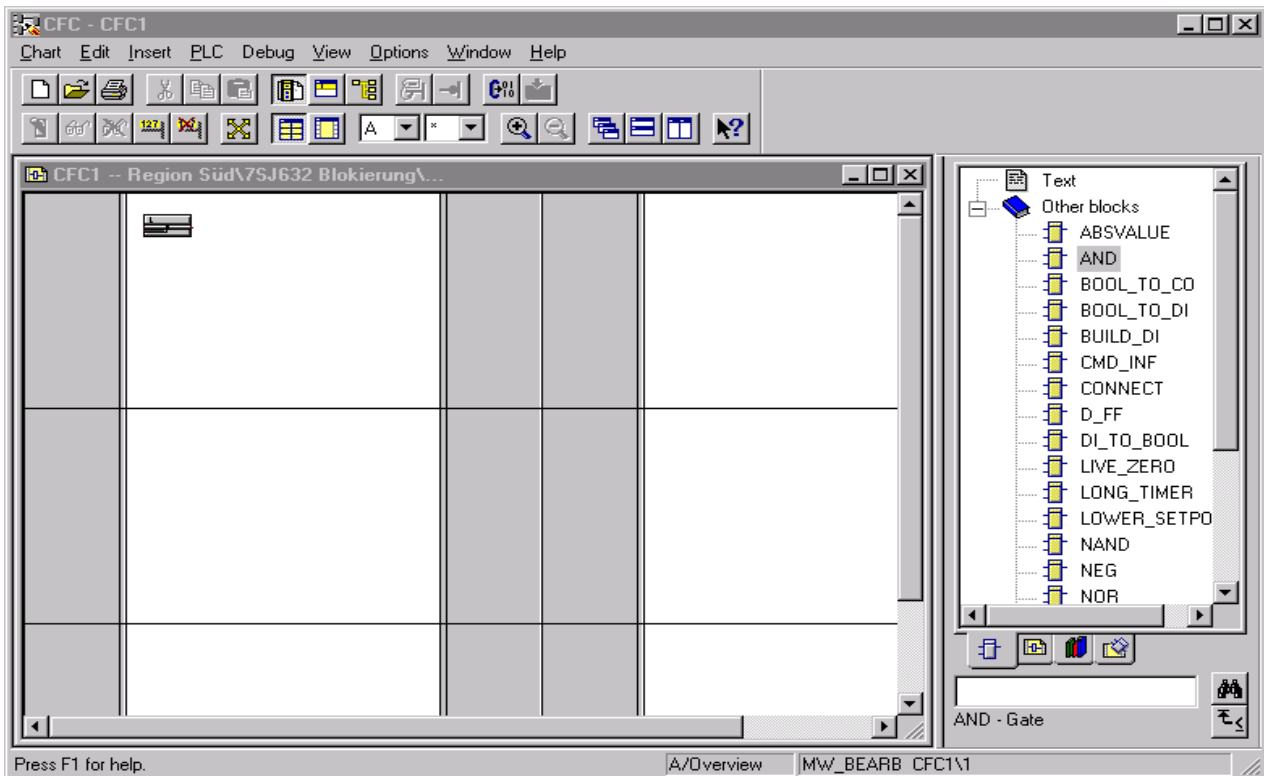 CFC - CFC1
Chart Edit Insert PLC Debug View Options Window Help
A *
CFC1 -- Region Süd\7SJ632 Blokierung\...
Text
Other blocks
ABSVALUE
AND
BOOL_TO_CO
BOOL_TO_DI
BUILD_DI
CMD_INF
CONNECT
D_FF
DI_TO_BOOL
LIVE_ZERO
LONG_TIMER
LOWER_SETPO
NAND
NEG
NOR
AND - Gate
Press F1 for help. A/Overview MW_BEARB CFC1\1